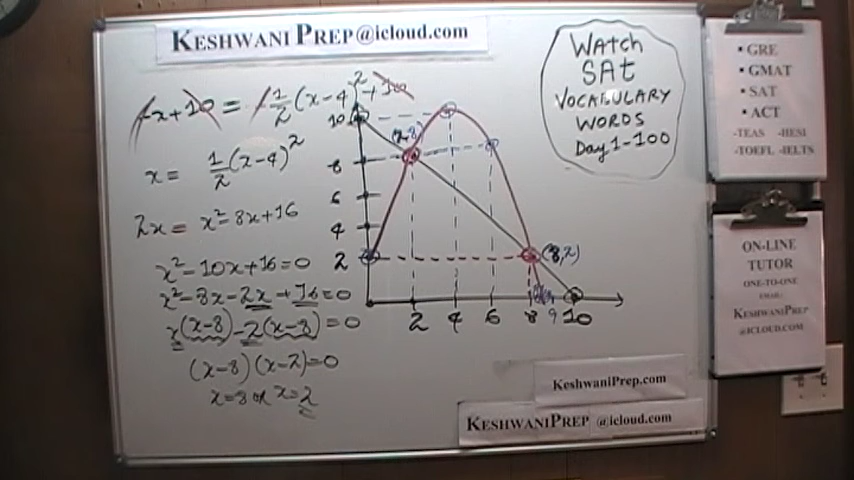 KESHWANI PREP@icloud.com
-x+10 = -1/2(x-4)²+10
x = 1/2(x-4)²
2x = x²-8x+16
x²-10x+16=0
x²-8x-2x+16=0
x(x-8)-2(x-8)=0
(x-8)(x-2)=0
x=8 or x=2
10
8
6
4
2
(2,8)
(8,2)
2 4 6 8 9 10
WAtch
SAt
VOCABULARY
WORDS
Day 1-100
• GRE
• GMAT
• SAT
• ACT
-TEAS -HESI
-TOEFL -IELTS
ON-LINE
TUTOR
ONE-TO-ONE
EMAIL:
KESHWANIPREP
@ICLOUD.COM
KeshwaniPrep.com
KESHWANIPREP @icloud.com